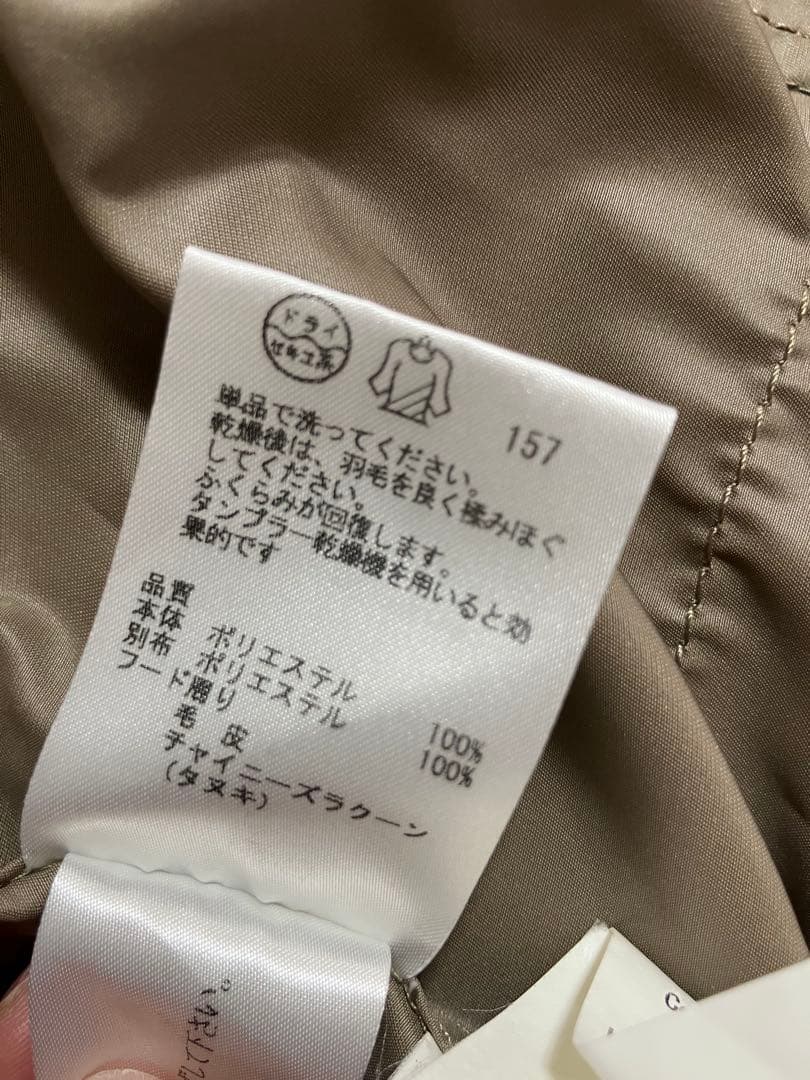 ドライ
セキユ系
157
単品で洗ってください。
乾燥後は、羽毛を良く揉みほぐ
してください。
ふくらみが回復します。
タンブラー乾燥機を用いると効
果的です
品質
本体 ポリエステル 100%
別布 ポリエステル 100%
フード周り
毛 皮
チャイニーズラクーン
(タヌキ)